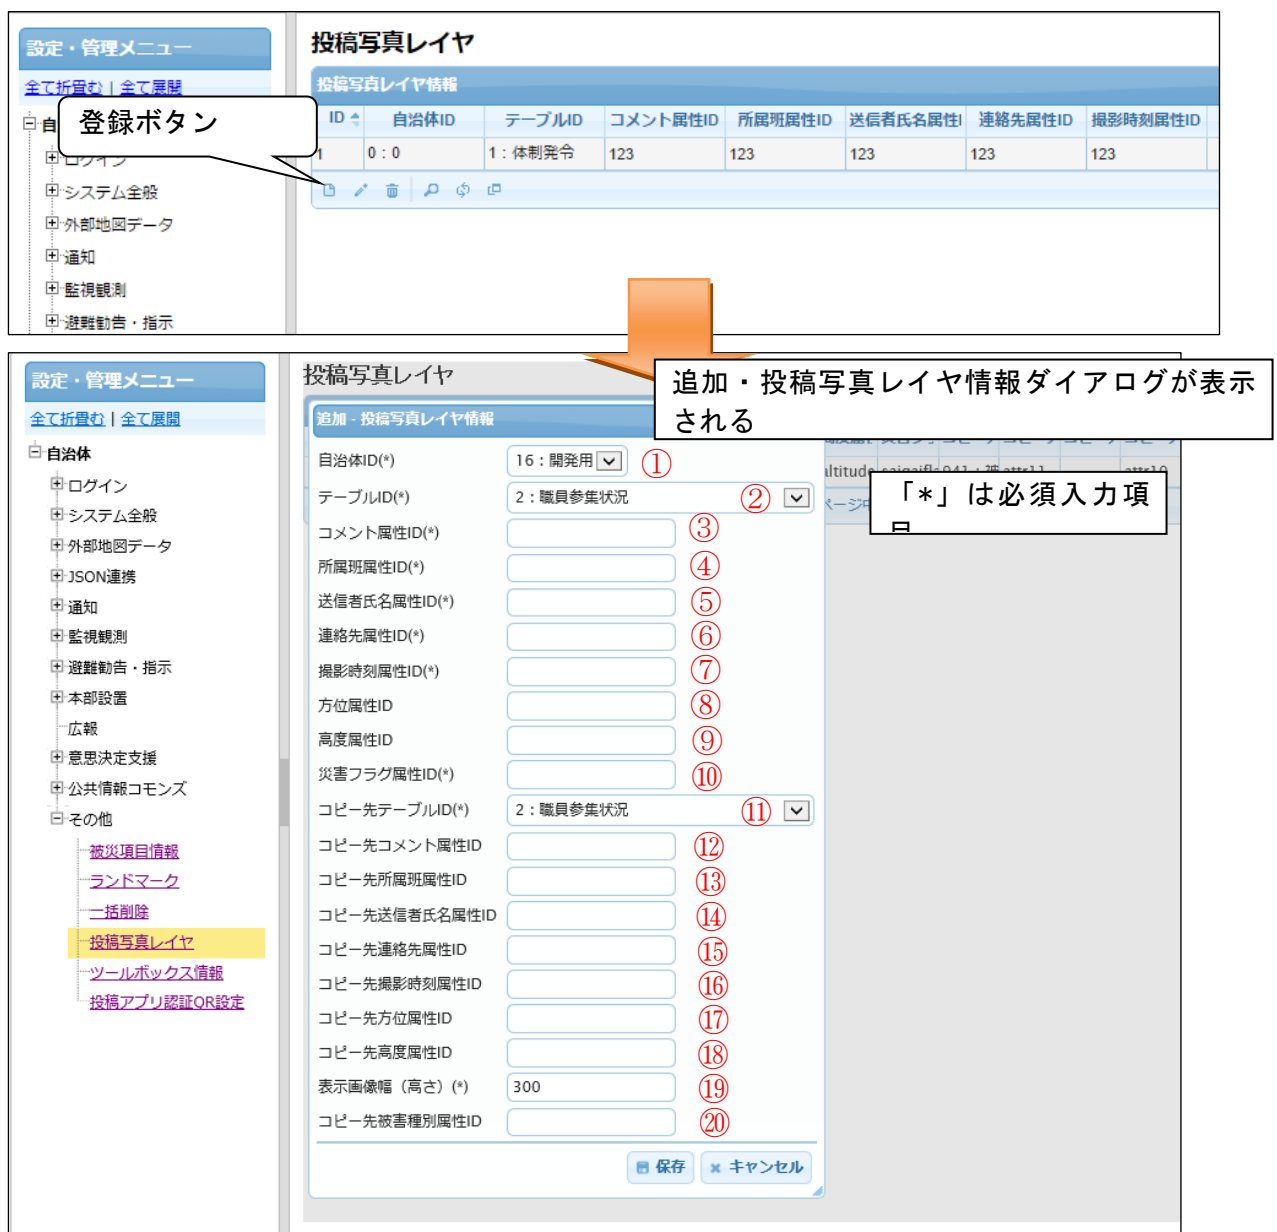 設定・管理メニュー
全て折畳む | 全て展開
登録ボタン
自
ログイン
システム全般
外部地図データ
通知
監視観測
避難勧告・指示
投稿写真レイヤ
投稿写真レイヤ情報
ID 自治体ID テーブルID コメント属性ID 所属班属性ID 送信者氏名属性I 連絡先属性ID 撮影時刻属性ID
1 0:0 1:体制発令 123 123 123 123 123
設定・管理メニュー
全て折畳む | 全て展開
自治体
ログイン
システム全般
外部地図データ
JSON連携
通知
監視観測
避難勧告・指示
本部設置
広報
意思決定支援
公共情報コモンズ
その他
被災項目情報
ランドマーク
一括削除
投稿写真レイヤ
ツールボックス情報
投稿アプリ認証QR設定
投稿写真レイヤ
追加・投稿写真レイヤ情報ダイアログが表示
される
追加 - 投稿写真レイヤ情報
自治体ID(*) 16:開発用 ①
テーブルID(*) 2:職員参集状況 ②
コメント属性ID(*) ③
所属班属性ID(*) ④
送信者氏名属性ID(*) ⑤
連絡先属性ID(*) ⑥
撮影時刻属性ID(*) ⑦
方位属性ID ⑧
高度属性ID ⑨
災害フラグ属性ID(*) ⑩
コピー先テーブルID(*) 2:職員参集状況 ⑪
コピー先コメント属性ID ⑫
コピー先所属班属性ID ⑬
コピー先送信者氏名属性ID ⑭
コピー先連絡先属性ID ⑮
コピー先撮影時刻属性ID ⑯
コピー先方位属性ID ⑰
コピー先高度属性ID ⑱
表示画像幅（高さ）(*) 300 ⑲
コピー先被害種別属性ID ⑳
保存 キャンセル
「*」は必須入力項